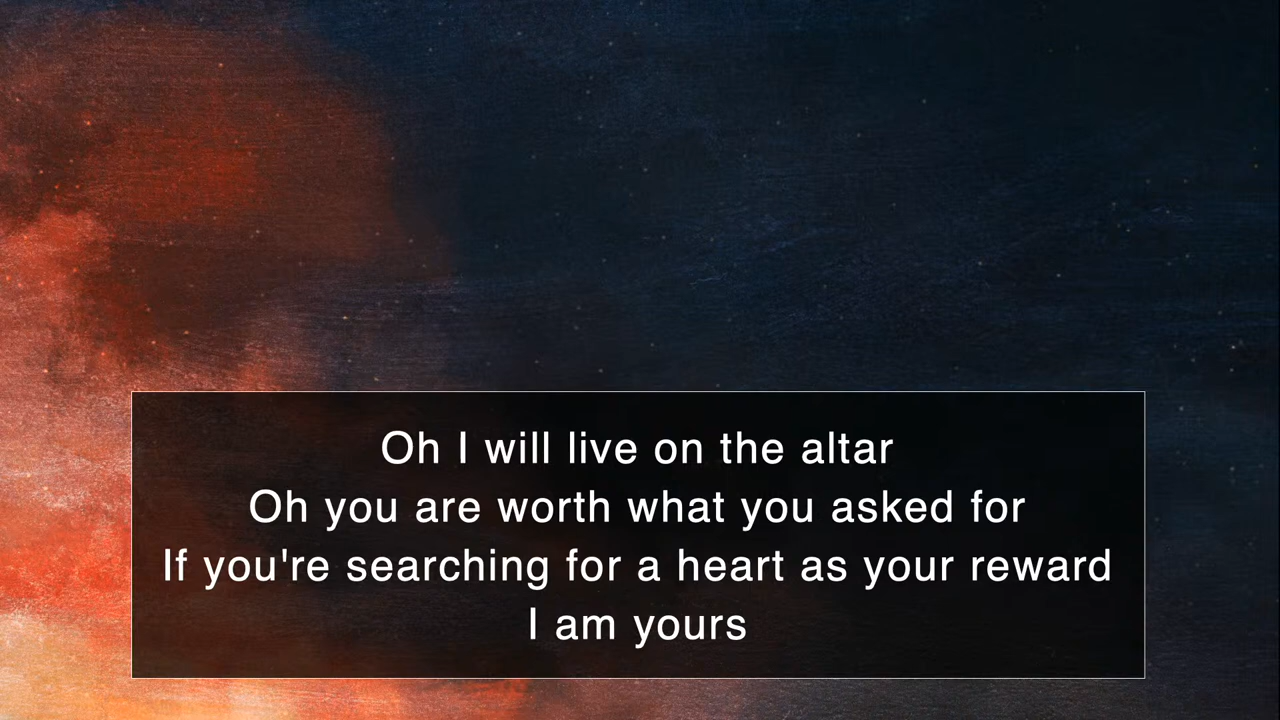 Oh I will live on the altar
Oh you are worth what you asked for
If you're searching for a heart as your reward
I am yours